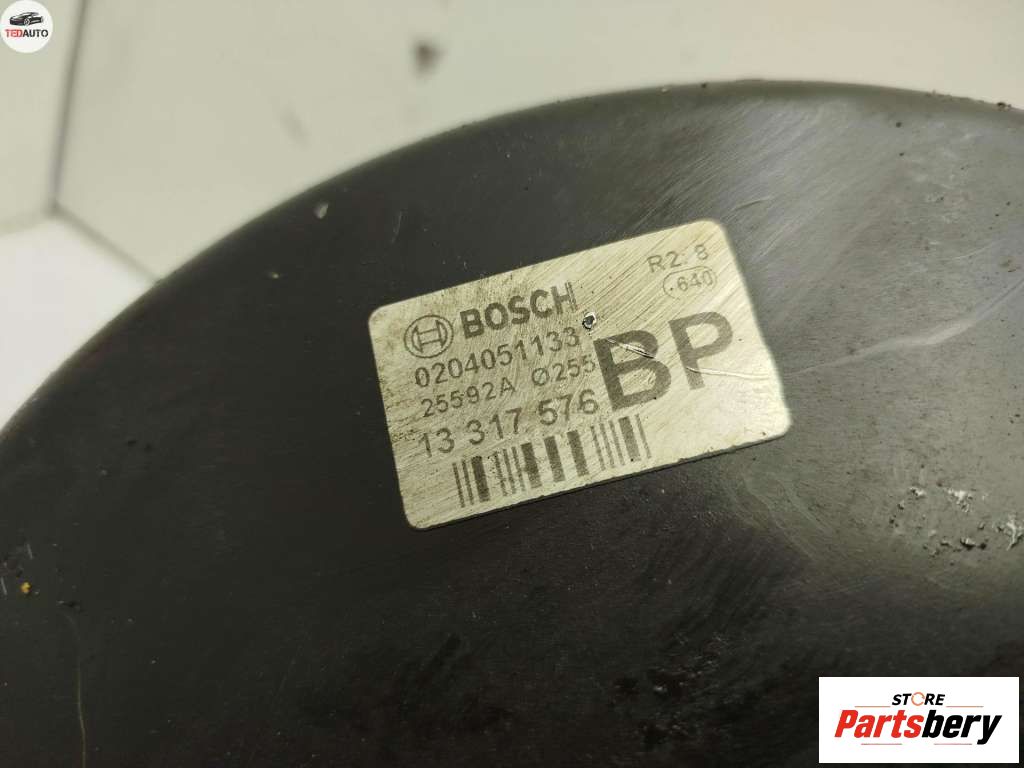 TEDAUTO
BOSCH
R2.8
.640
0204051133
25592A Ø255
BP
13 317 576
STORE
Partsbery